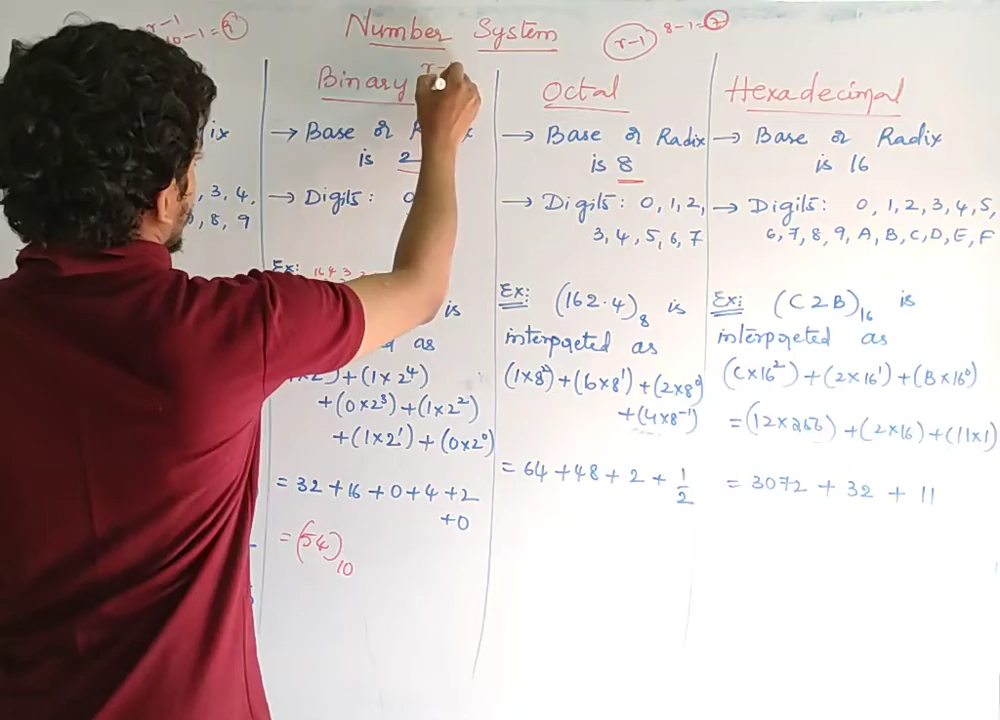 Number System
r-1
10-1=9
r-1
8-1=7
, 3, 4,
, 8, 9
Binary
→ Base or
is 2
→ Digits:
Ex:
is
as
+(1×2⁴)
+(0×2³)+(1×2²)
+(1×2¹)+(0×2⁰)
= 32+16+0+4+2
+0
=(54)₁₀
Octal
→ Base or Radix
is 8
→ Digits: 0, 1, 2,
3, 4, 5, 6, 7
Ex: (162.4)₈ is
interpreted as
(1×8²)+(6×8¹)+(2×8⁰)
+(4×8⁻¹)
= 64+48+2+1/2
Hexadecimal
→ Base or Radix
is 16
→ Digits: 0, 1, 2, 3, 4, 5,
6, 7, 8, 9, A, B, C, D, E, F
Ex: (C2B)₁₆ is
interpreted as
(C×16²)+(2×16¹)+(B×16⁰)
=(12×256)+(2×16)+(11×1)
= 3072 + 32 + 11